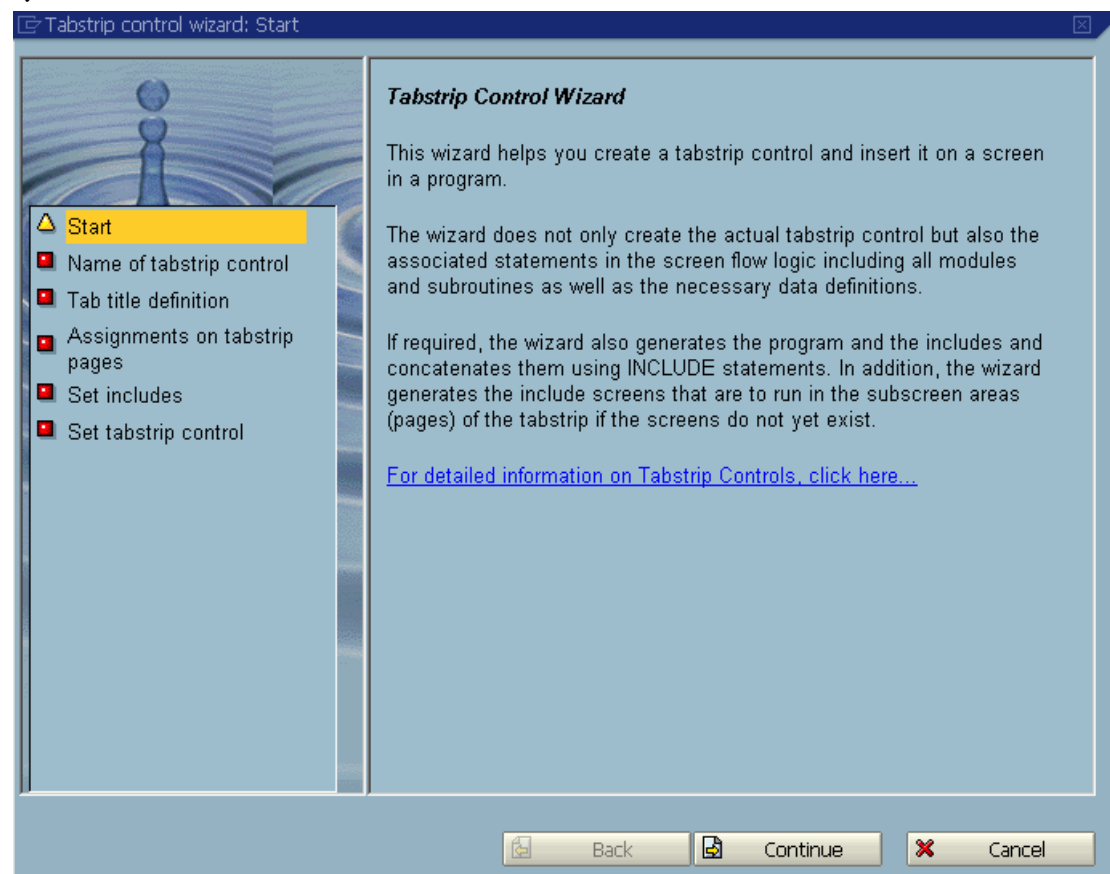 Tabstrip control wizard: Start
Start
Name of tabstrip control
Tab title definition
Assignments on tabstrip
pages
Set includes
Set tabstrip control
Tabstrip Control Wizard
This wizard helps you create a tabstrip control and insert it on a screen
in a program.
The wizard does not only create the actual tabstrip control but also the
associated statements in the screen flow logic including all modules
and subroutines as well as the necessary data definitions.
If required, the wizard also generates the program and the includes and
concatenates them using INCLUDE statements. In addition, the wizard
generates the include screens that are to run in the subscreen areas
(pages) of the tabstrip if the screens do not yet exist.
For detailed information on Tabstrip Controls, click here...
Back
Continue
Cancel